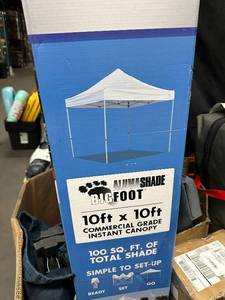 ALUMASHADE
BIGFOOT
10ft x 10ft
COMMERCIAL GRADE
INSTANT CANOPY
100 SQ. FT. OF
TOTAL SHADE
SIMPLE TO SET-UP
READY SET GO